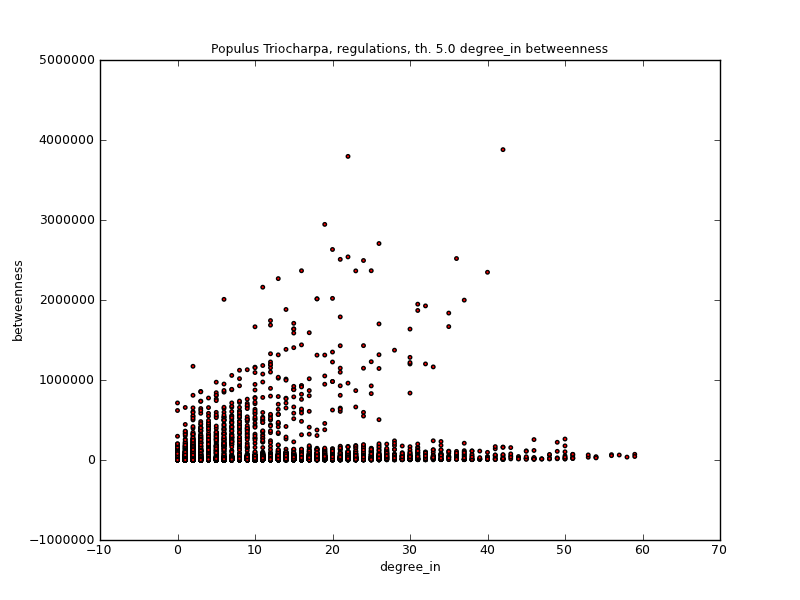 Populus Triocharpa, regulations, th. 5.0 degree_in betweenness
5000000
4000000
3000000
2000000
1000000
0
−1000000
betweenness
−10 0 10 20 30 40 50 60 70
degree_in